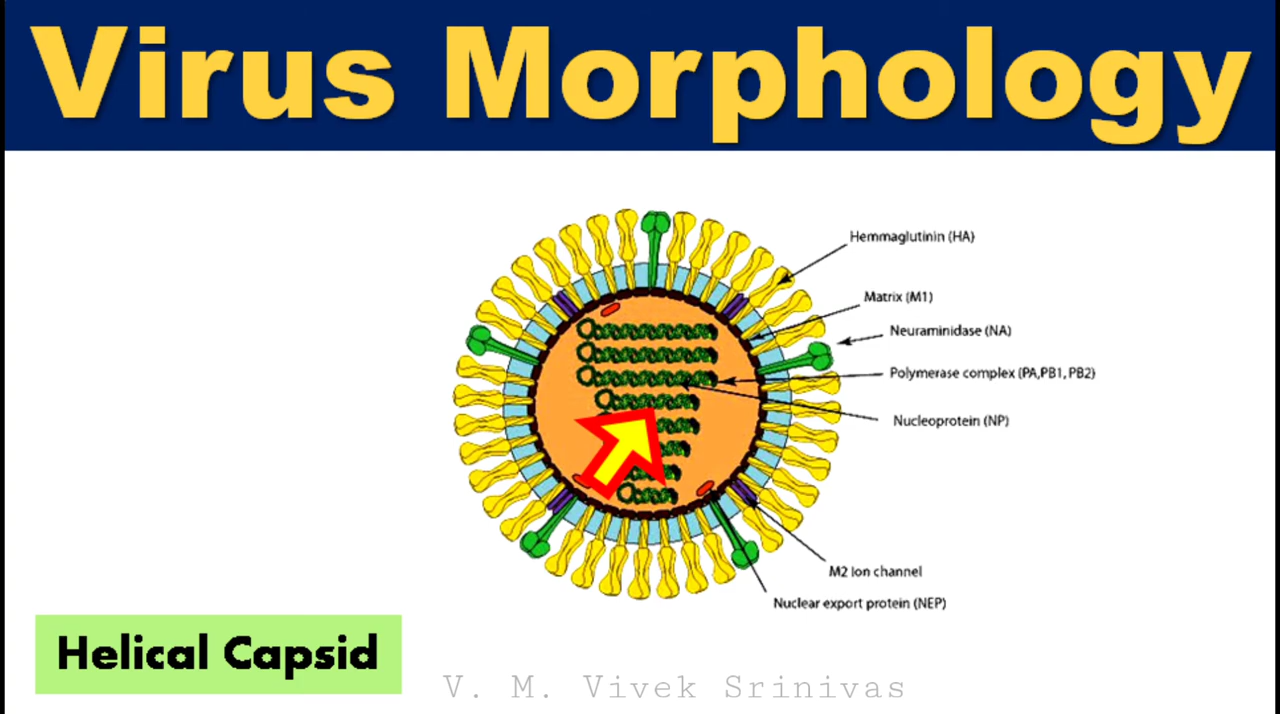 Virus Morphology
Hemmaglutinin (HA)
Matrix (M1)
Neuraminidase (NA)
Polymerase complex (PA,PB1, PB2)
Nucleoprotein (NP)
M2 Ion channel
Nuclear export protein (NEP)
Helical Capsid
V. M. Vivek Srinivas